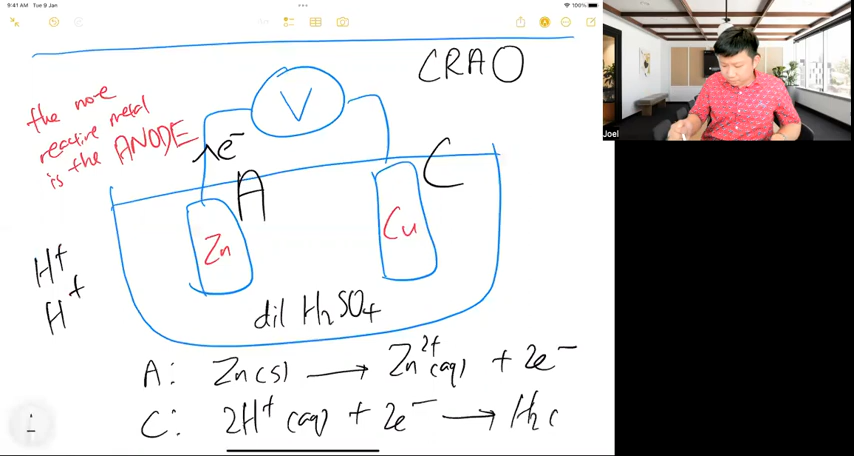 9:41 AM Tue 9 Jan
100%
CRAO
V
the more
reactive metal
is the ANODE
e⁻
A
C
Zn
Cu
H⁺
H⁺
dil H₂SO₄
A: Zn(s) → Zn²⁺(aq) + 2e⁻
C: 2H⁺(aq) + 2e⁻ → H₂(
Joel